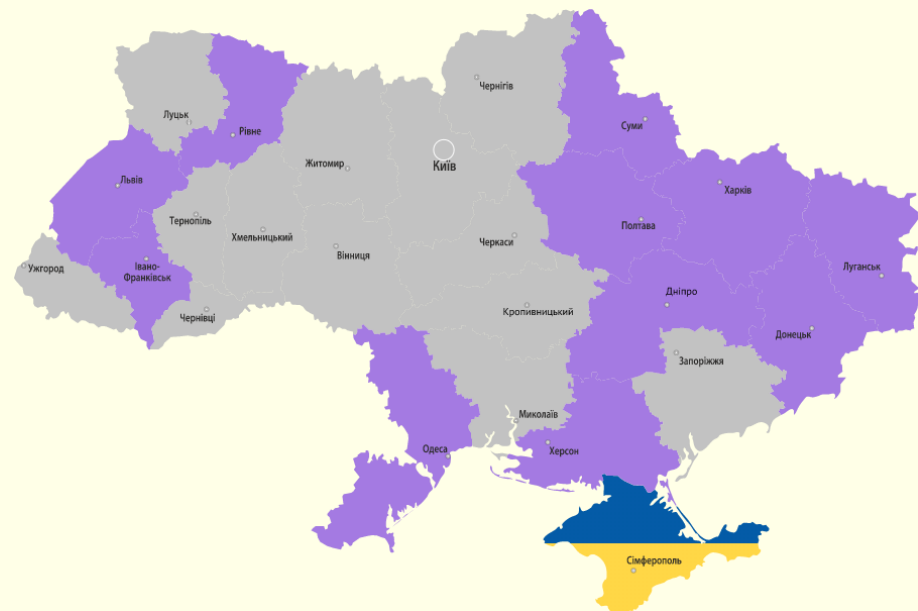 Чернігів
Луцьк
Суми
Рівне
Київ
Житомир
Львів
Харків
Тернопіль
Полтава
Хмельницький
Черкаси
Вінниця
Ужгород
Івано-
Франківськ
Луганськ
Дніпро
Чернівці
Кропивницький
Донецьк
Запоріжжя
Миколаїв
Одеса
Херсон
Сімферополь